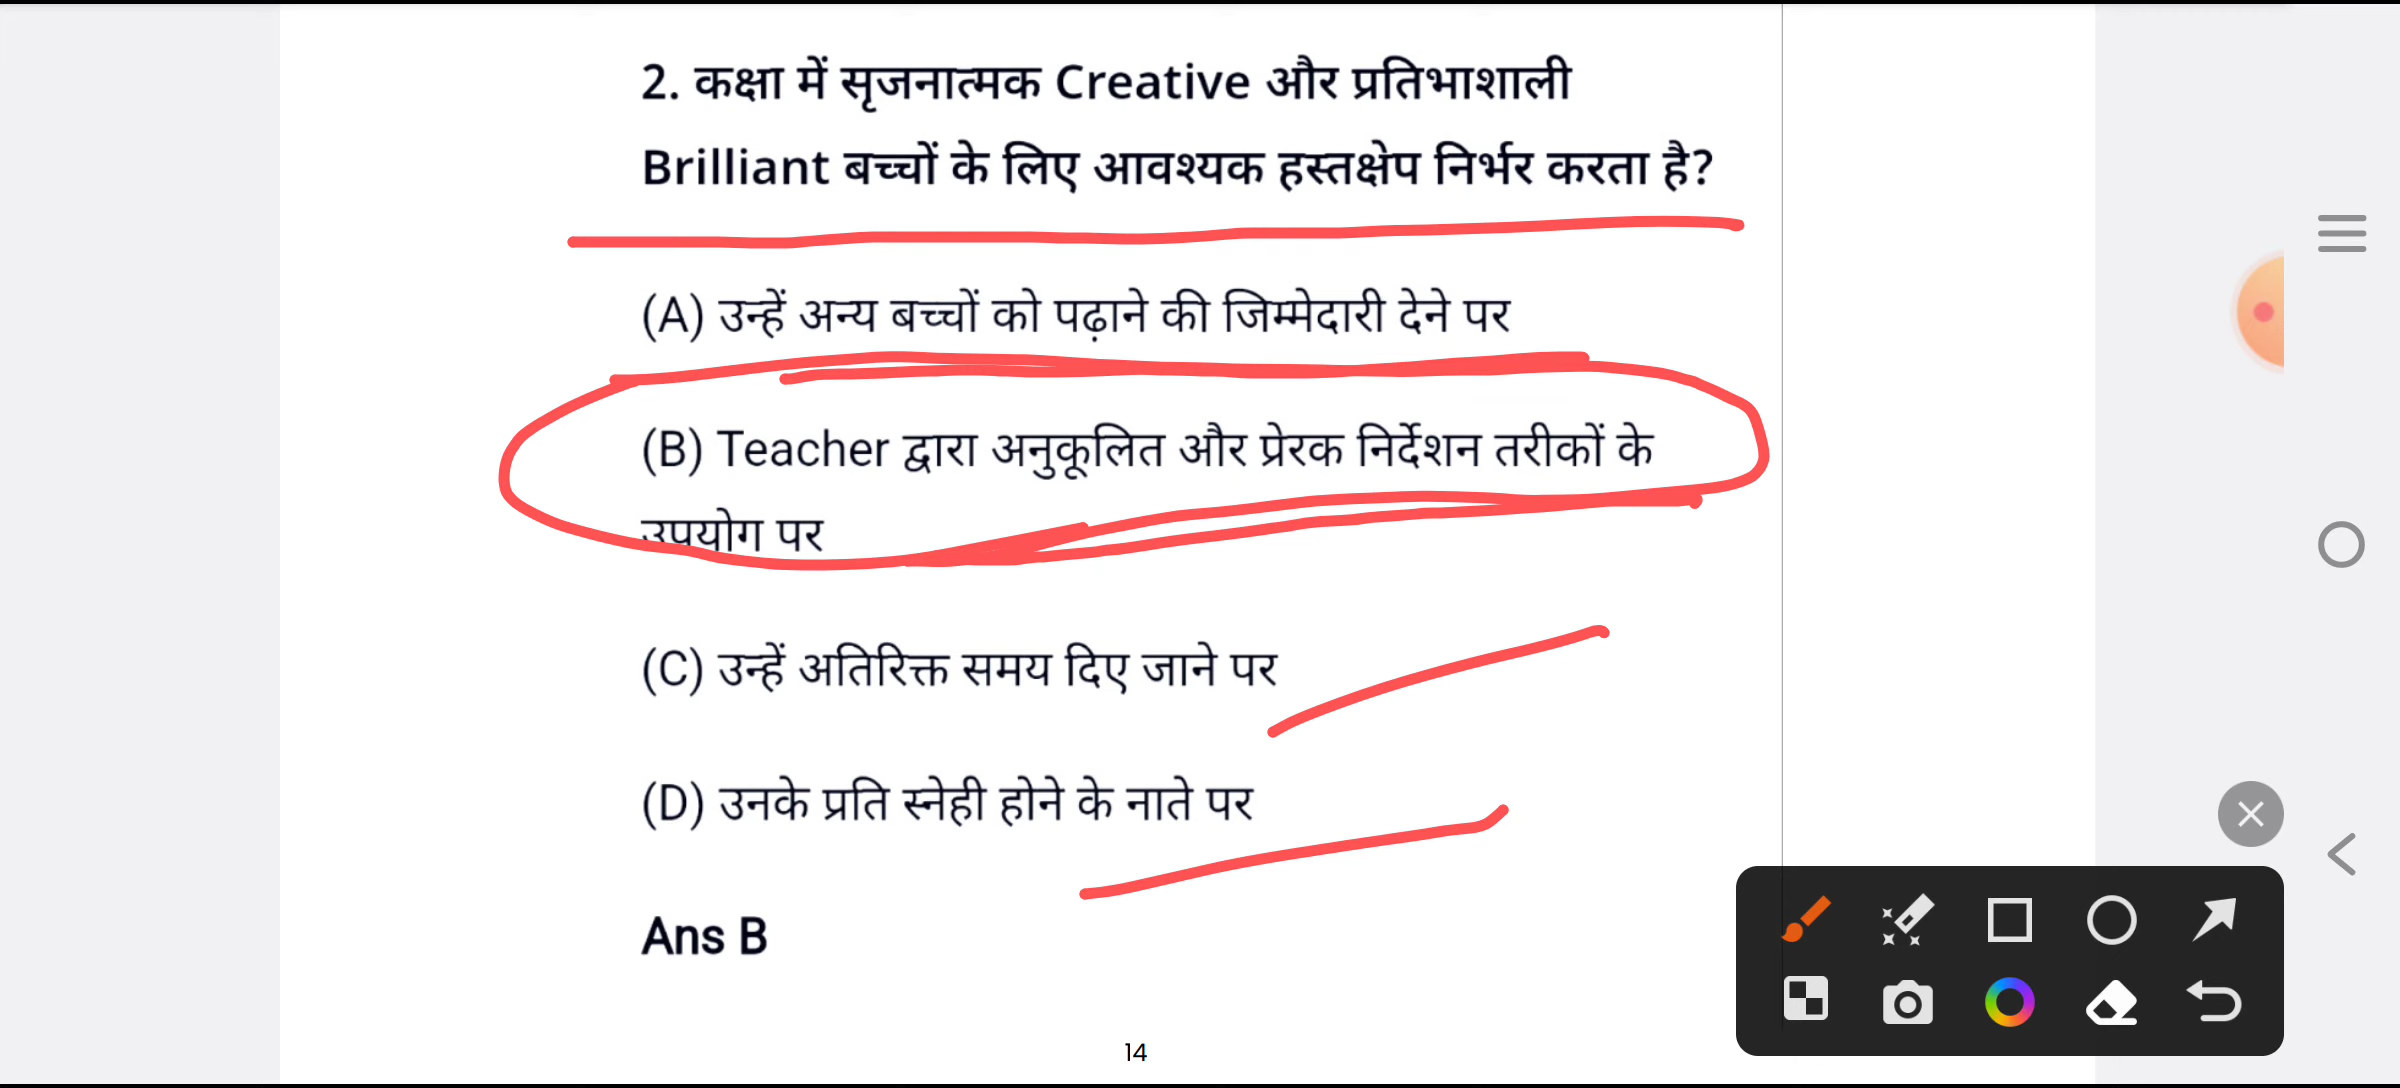 2. कक्षा में सृजनात्मक Creative और प्रतिभाशाली
Brilliant बच्चों के लिए आवश्यक हस्तक्षेप निर्भर करता है?
(A) उन्हें अन्य बच्चों को पढ़ाने की जिम्मेदारी देने पर
(B) Teacher द्वारा अनुकूलित और प्रेरक निर्देशन तरीकों के
उपयोग पर
(C) उन्हें अतिरिक्त समय दिए जाने पर
(D) उनके प्रति स्नेही होने के नाते पर
Ans B
14